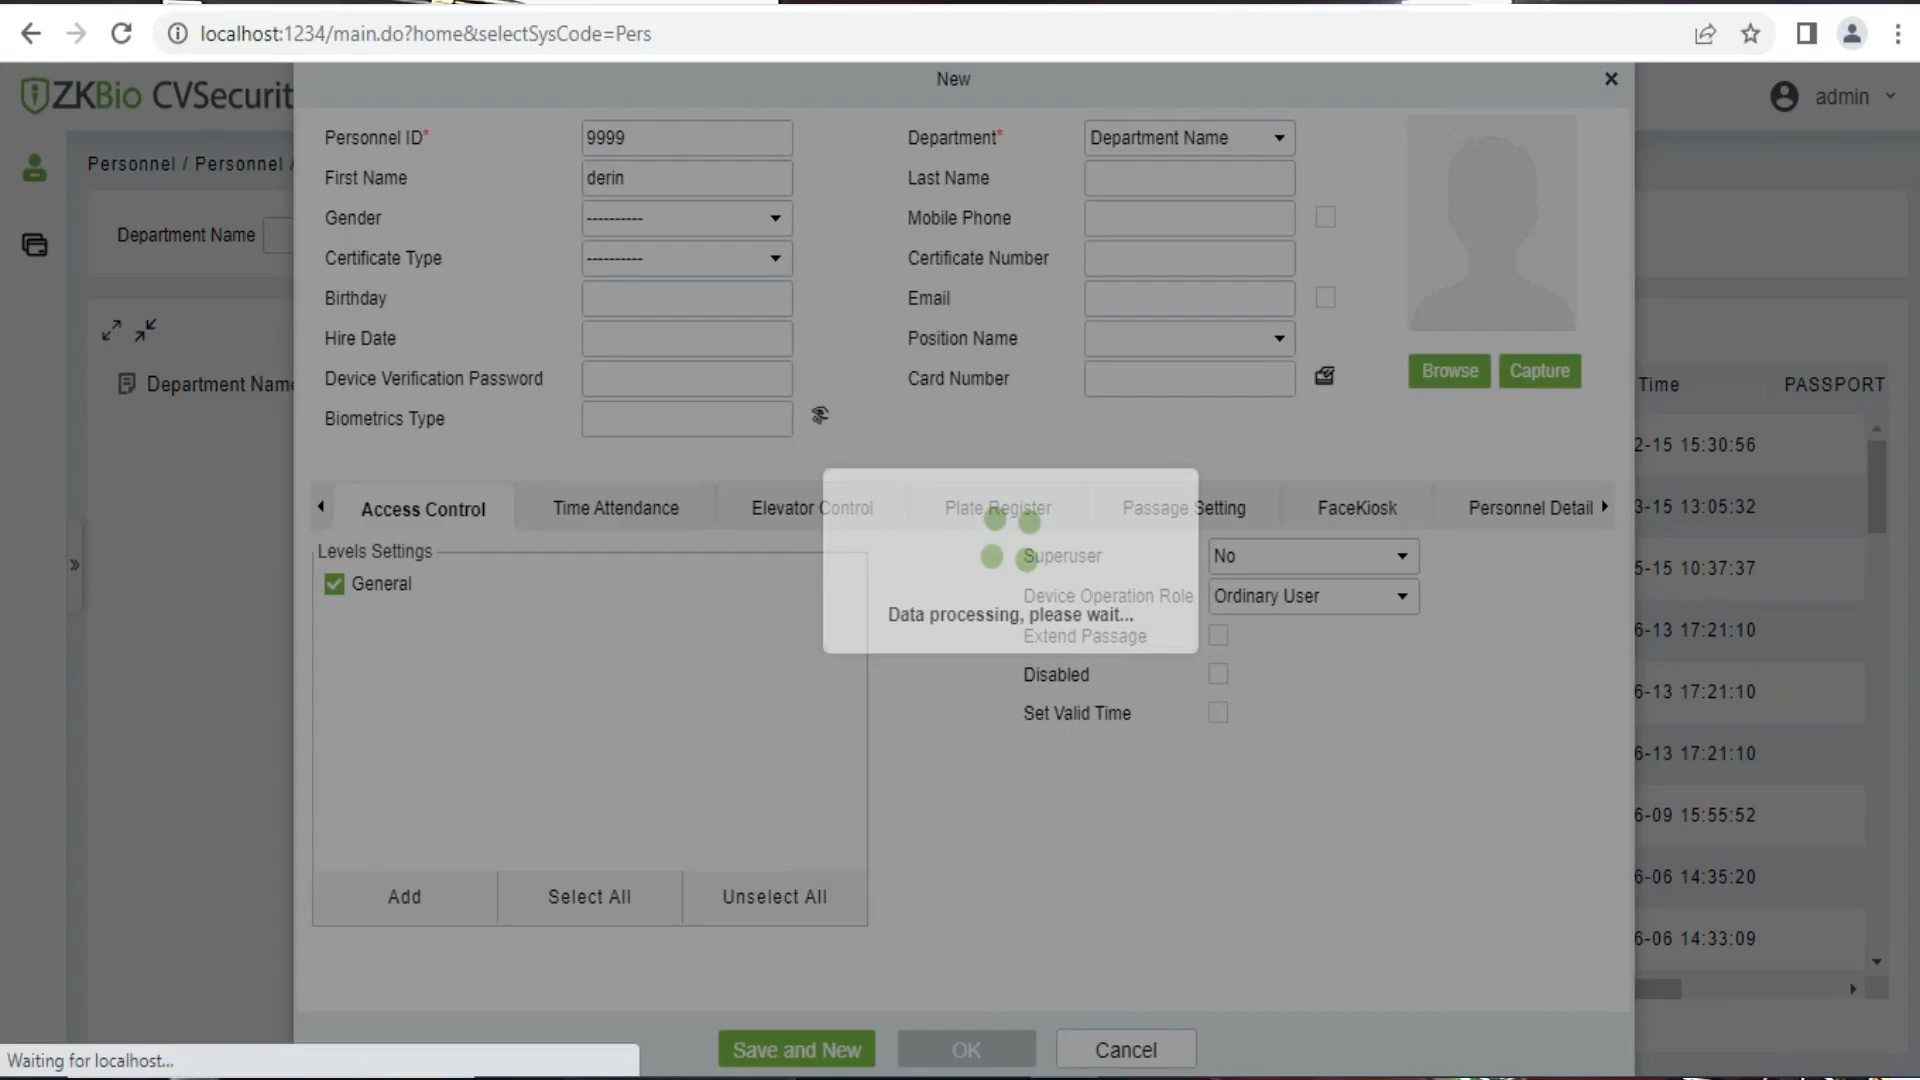 localhost:1234/main.do?home&selectSysCode=Pers
ZKBio CVSecurit
New
admin
Personnel / Personnel /
Department Name
Department Name
Personnel ID* 9999 Department* Department Name
First Name derin Last Name
Gender ---------- Mobile Phone
Certificate Type ---------- Certificate Number
Birthday Email
Hire Date Position Name
Device Verification Password Card Number
Biometrics Type
Browse Capture
Access Control Time Attendance Elevator Control Plate Register Passage Setting FaceKiosk Personnel Detail
Levels Settings
General
Superuser No
Device Operation Role Ordinary User
Data processing, please wait...
Extend Passage
Disabled
Set Valid Time
Add Select All Unselect All
Time PASSPORT
2-15 15:30:56
3-15 13:05:32
5-15 10:37:37
6-13 17:21:10
6-13 17:21:10
6-13 17:21:10
6-09 15:55:52
6-06 14:35:20
6-06 14:33:09
Save and New OK Cancel
Waiting for localhost...